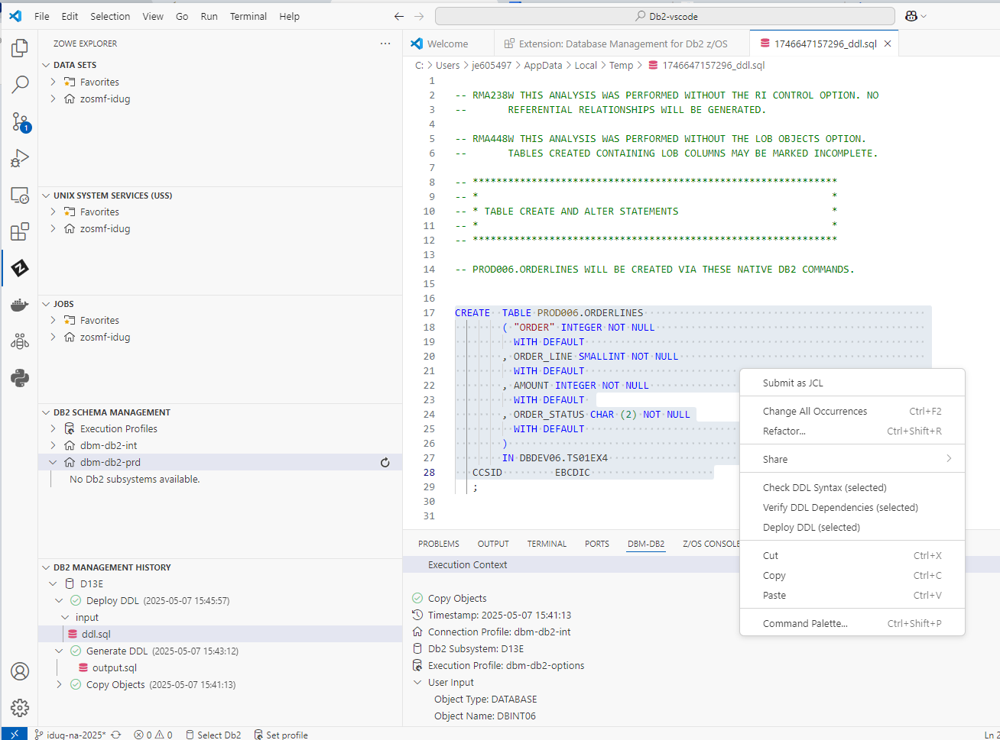 File Edit Selection View Go Run Terminal Help
Db2-vscode
ZOWE EXPLORER
DATA SETS
Favorites
zosmf-idug
UNIX SYSTEM SERVICES (USS)
Favorites
zosmf-idug
JOBS
Favorites
zosmf-idug
DB2 SCHEMA MANAGEMENT
Execution Profiles
dbm-db2-int
dbm-db2-prd
No Db2 subsystems available.
DB2 MANAGEMENT HISTORY
D13E
Deploy DDL (2025-05-07 15:45:57)
input
ddl.sql
Generate DDL (2025-05-07 15:43:12)
output.sql
Copy Objects (2025-05-07 15:41:13)
1
Welcome
Extension: Database Management for Db2 z/OS
1746647157296_ddl.sql
C: > Users > je605497 > AppData > Local > Temp > 1746647157296_ddl.sql
1
2 -- RMA238W THIS ANALYSIS WAS PERFORMED WITHOUT THE RI CONTROL OPTION. NO
3 -- REFERENTIAL RELATIONSHIPS WILL BE GENERATED.
4
5 -- RMA448W THIS ANALYSIS WAS PERFORMED WITHOUT THE LOB OBJECTS OPTION.
6 -- TABLES CREATED CONTAINING LOB COLUMNS MAY BE MARKED INCOMPLETE.
7
8 -- **************************************************************
9 -- * *
10 -- * TABLE CREATE AND ALTER STATEMENTS *
11 -- * *
12 -- **************************************************************
13
14 -- PROD006.ORDERLINES WILL BE CREATED VIA THESE NATIVE DB2 COMMANDS.
15
16
17 CREATE TABLE PROD006.ORDERLINES
18 ( "ORDER" INTEGER NOT NULL
19 WITH DEFAULT
20 , ORDER_LINE SMALLINT NOT NULL
21 WITH DEFAULT
22 , AMOUNT INTEGER NOT NULL
23 WITH DEFAULT
24 , ORDER_STATUS CHAR (2) NOT NULL
25 WITH DEFAULT
26 )
27 IN DBDEV06.TS01EX4
28 CCSID EBCDIC
29 ;
30
31
Submit as JCL
Change All Occurrences Ctrl+F2
Refactor... Ctrl+Shift+R
Share
Check DDL Syntax (selected)
Verify DDL Dependencies (selected)
Deploy DDL (selected)
Cut Ctrl+X
Copy Ctrl+C
Paste Ctrl+V
Command Palette... Ctrl+Shift+P
PROBLEMS OUTPUT TERMINAL PORTS DBM-DB2 Z/OS CONSOLE
Execution Context
Copy Objects
Timestamp: 2025-05-07 15:41:13
Connection Profile: dbm-db2-int
Db2 Subsystem: D13E
Execution Profile: dbm-db2-options
User Input
Object Type: DATABASE
Object Name: DBINT06
idug-na-2025* 0 0 Select Db2 Set profile
Ln 2